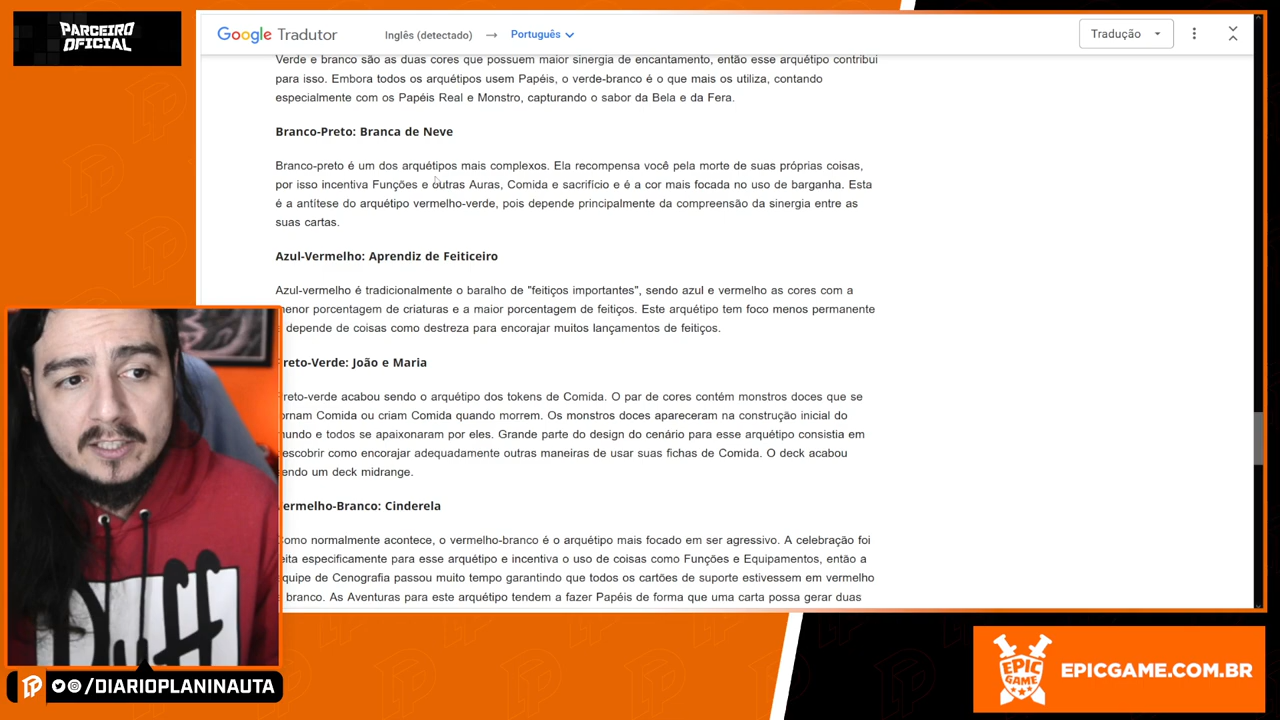 PARCEIRO
OFICIAL
Google Tradutor
Inglês (detectado) → Português
Tradução
Verde e branco são as duas cores que possuem maior sinergia de encantamento, então esse arquétipo contribui
para isso. Embora todos os arquétipos usem Papéis, o verde-branco é o que mais os utiliza, contando
especialmente com os Papéis Real e Monstro, capturando o sabor da Bela e da Fera.
Branco-Preto: Branca de Neve
Branco-preto é um dos arquétipos mais complexos. Ela recompensa você pela morte de suas próprias coisas,
por isso incentiva Funções e outras Auras, Comida e sacrifício e é a cor mais focada no uso de barganha. Esta
é a antítese do arquétipo vermelho-verde, pois depende principalmente da compreensão da sinergia entre as
suas cartas.
Azul-Vermelho: Aprendiz de Feiticeiro
Azul-vermelho é tradicionalmente o baralho de "feitiços importantes", sendo azul e vermelho as cores com a
menor porcentagem de criaturas e a maior porcentagem de feitiços. Este arquétipo tem foco menos permanente
depende de coisas como destreza para encorajar muitos lançamentos de feitiços.
reto-Verde: João e Maria
reto-verde acabou sendo o arquétipo dos tokens de Comida. O par de cores contém monstros doces que se
ornam Comida ou criam Comida quando morrem. Os monstros doces apareceram na construção inicial do
undo e todos se apaixonaram por eles. Grande parte do design do cenário para esse arquétipo consistia em
escobrir como encorajar adequadamente outras maneiras de usar suas fichas de Comida. O deck acabou
endo um deck midrange.
ermelho-Branco: Cinderela
omo normalmente acontece, o vermelho-branco é o arquétipo mais focado em ser agressivo. A celebração foi
eita especificamente para esse arquétipo e incentiva o uso de coisas como Funções e Equipamentos, então a
quipe de Cenografia passou muito tempo garantindo que todos os cartões de suporte estivessem em vermelho
branco. As Aventuras para este arquétipo tendem a fazer Papéis de forma que uma carta possa gerar duas
/DIARIOPLANINAUTA
EPIC
GAME
EPICGAME.COM.BR